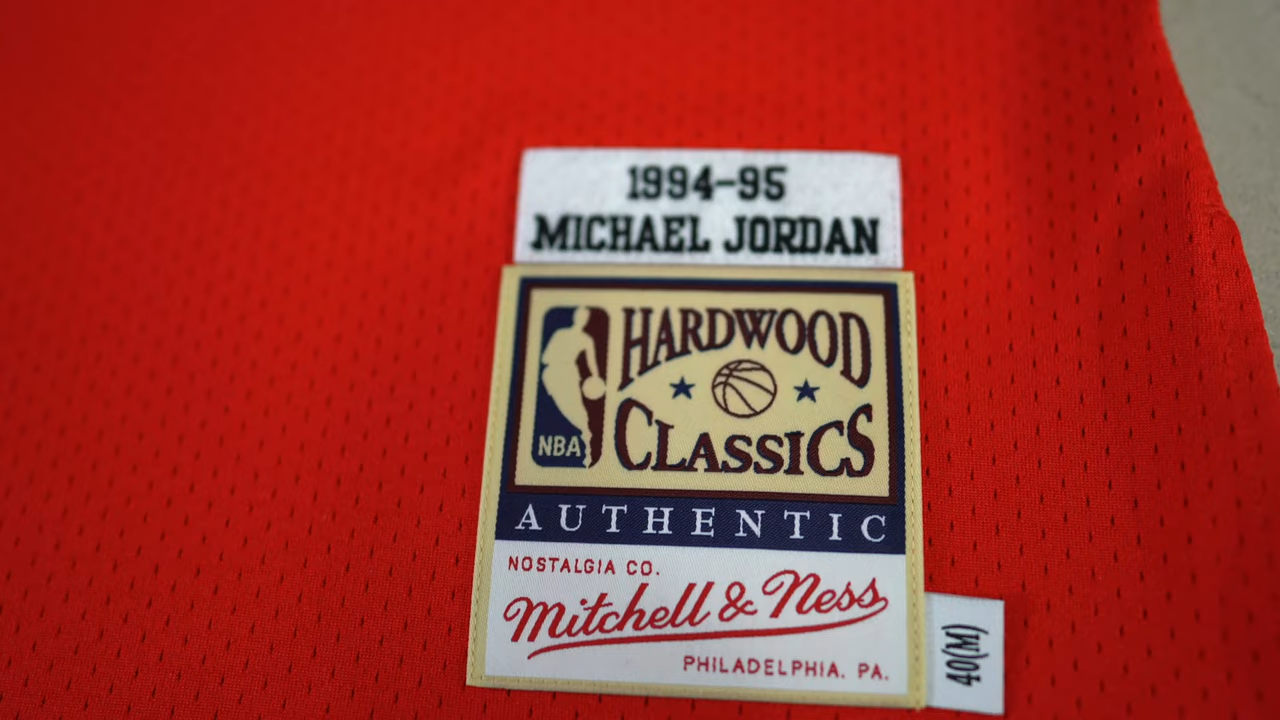 1994-95
MICHAEL JORDAN
HARDWOOD
CLASSICS
NBA
AUTHENTIC
NOSTALGIA CO.
Mitchell & Ness
PHILADELPHIA. PA.
40(M)